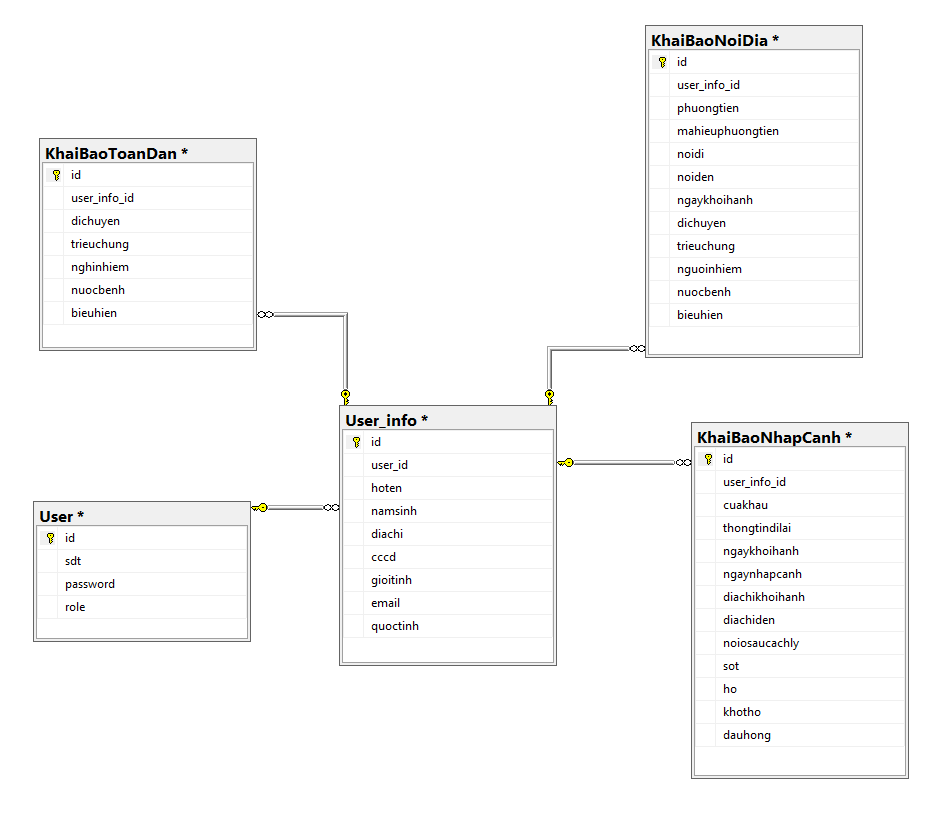 KhaiBaoNoiDia *
id
user_info_id
phuongtien
mahieuphuongtien
noidi
noiden
ngaykhoihanh
dichuyen
trieuchung
nguoinhiem
nuocbenh
bieuhien
KhaiBaoToanDan *
id
user_info_id
dichuyen
trieuchung
nghinhiem
nuocbenh
bieuhien
User_info *
id
user_id
hoten
namsinh
diachi
cccd
gioitinh
email
quoctinh
KhaiBaoNhapCanh *
id
user_info_id
cuakhau
thongtindilai
ngaykhoihanh
ngaynhapcanh
diachikhoihanh
diachiden
noiosaucachly
sot
ho
khotho
dauhong
User *
id
sdt
password
role